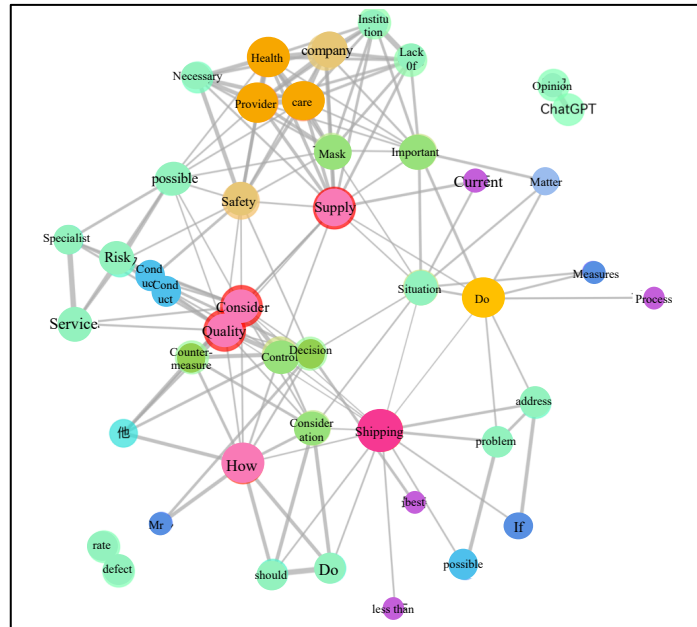 Institu
tion
company
Lack
0f
Health
Necessary
Opinion
Provider
care
ChatGPT
Mask
Important
possible
Current
Matter
Safety
Supply
Specialist
Risk
Cond
uct
Cond
uct
Measures
Situation
Do
Process
Service.
Consider
Quality
Counter-
measure
Control
Decision
address
Consider
ation
Shipping
problem
他
How
best
Mr
If
rate
defect
should
Do
possible
less than